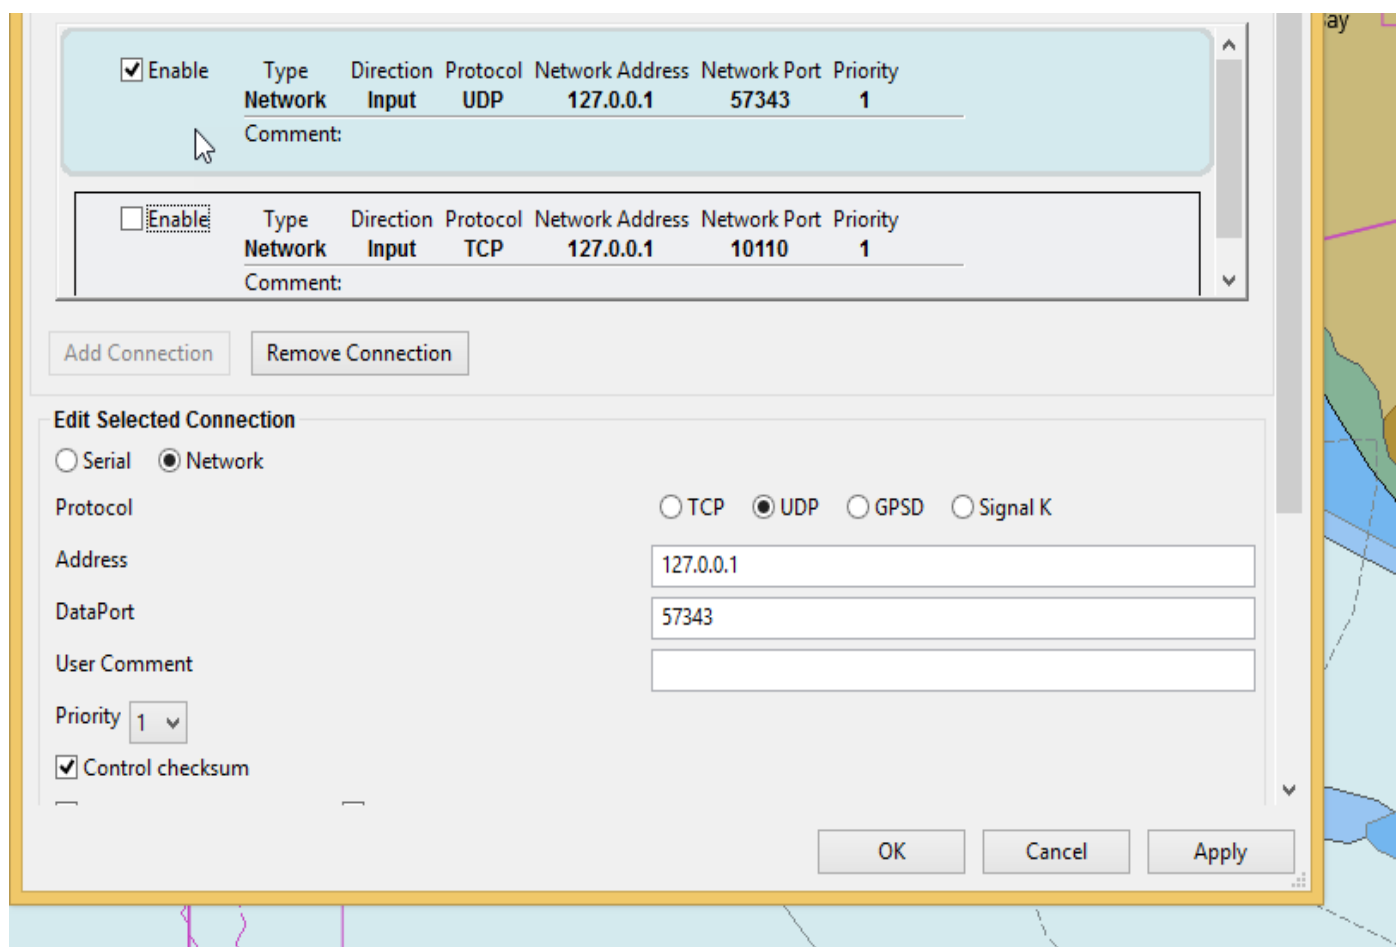 ay
Enable Type Direction Protocol Network Address Network Port Priority
Network Input UDP 127.0.0.1 57343 1
Comment:
Enable Type Direction Protocol Network Address Network Port Priority
Network Input TCP 127.0.0.1 10110 1
Comment:
Add Connection Remove Connection
Edit Selected Connection
Serial Network
Protocol TCP UDP GPSD Signal K
Address 127.0.0.1
DataPort 57343
User Comment
Priority 1
Control checksum
OK Cancel Apply